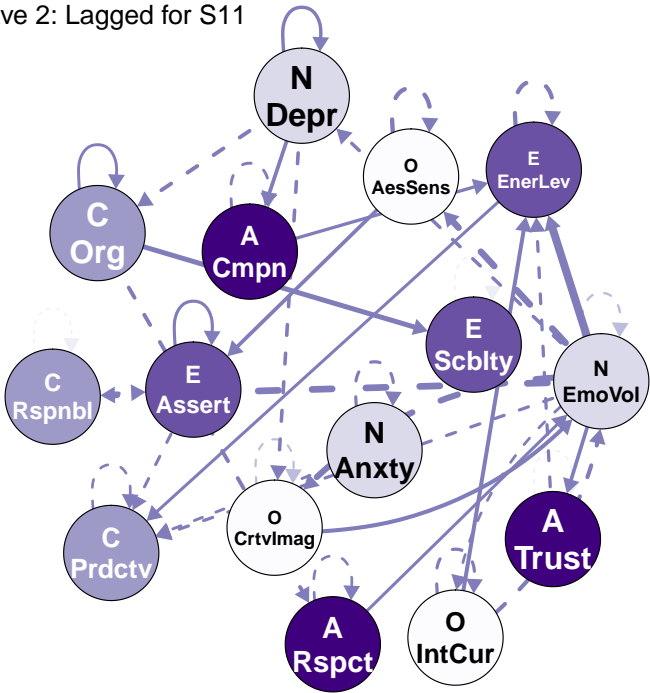 ve 2: Lagged for S11
N
Depr
O
AesSens
E
EnerLev
C
Org
A
Cmpn
E
Scblty
N
EmoVol
C
Rspnbl
E
Assert
N
Anxty
O
CrtvImag
A
Trust
C
Prdctv
A
Rspct
O
IntCur